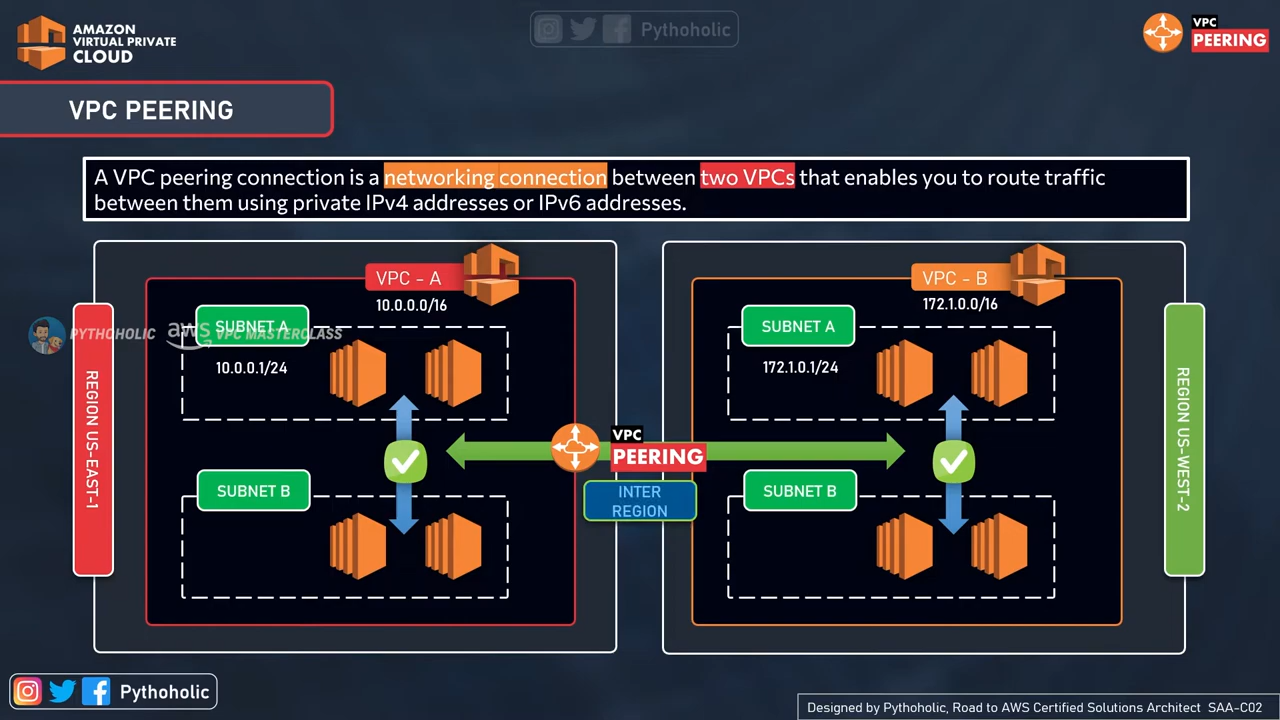 AMAZON
VIRTUAL PRIVATE
CLOUD
Pythoholic
VPC
PEERING
VPC PEERING
A VPC peering connection is a networking connection between two VPCs that enables you to route traffic
between them using private IPv4 addresses or IPv6 addresses.
VPC - A
10.0.0.0/16
SUBNET A
10.0.0.1/24
PYTHOHOLIC
aws
VPC MASTERCLASS
REGION US-EAST-1
SUBNET B
VPC
PEERING
INTER
REGION
VPC - B
172.1.0.0/16
SUBNET A
172.1.0.1/24
SUBNET B
REGION US-WEST-2
Pythoholic
Designed by Pythoholic, Road to AWS Certified Solutions Architect SAA-C02